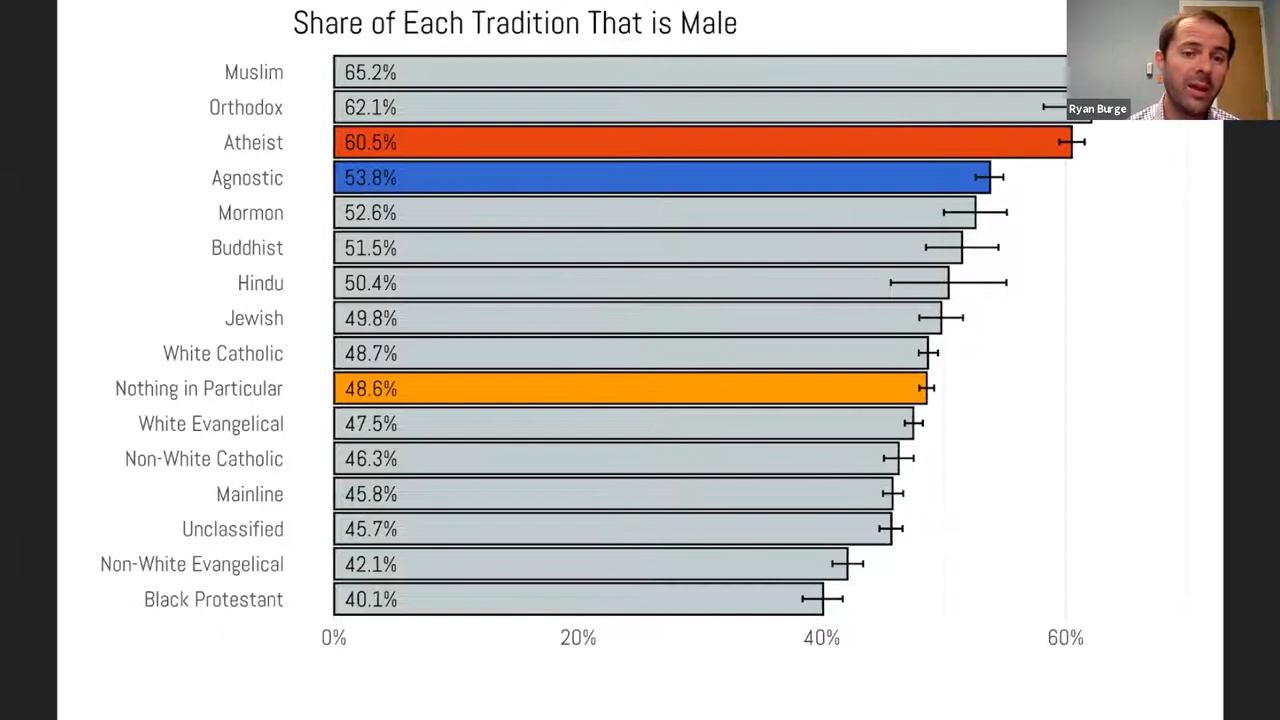 Share of Each Tradition That is Male
Muslim 65.2%
Orthodox 62.1%
Ryan Burge
Atheist 60.5%
Agnostic 53.8%
Mormon 52.6%
Buddhist 51.5%
Hindu 50.4%
Jewish 49.8%
White Catholic 48.7%
Nothing in Particular 48.6%
White Evangelical 47.5%
Non-White Catholic 46.3%
Mainline 45.8%
Unclassified 45.7%
Non-White Evangelical 42.1%
Black Protestant 40.1%
0% 20% 40% 60%